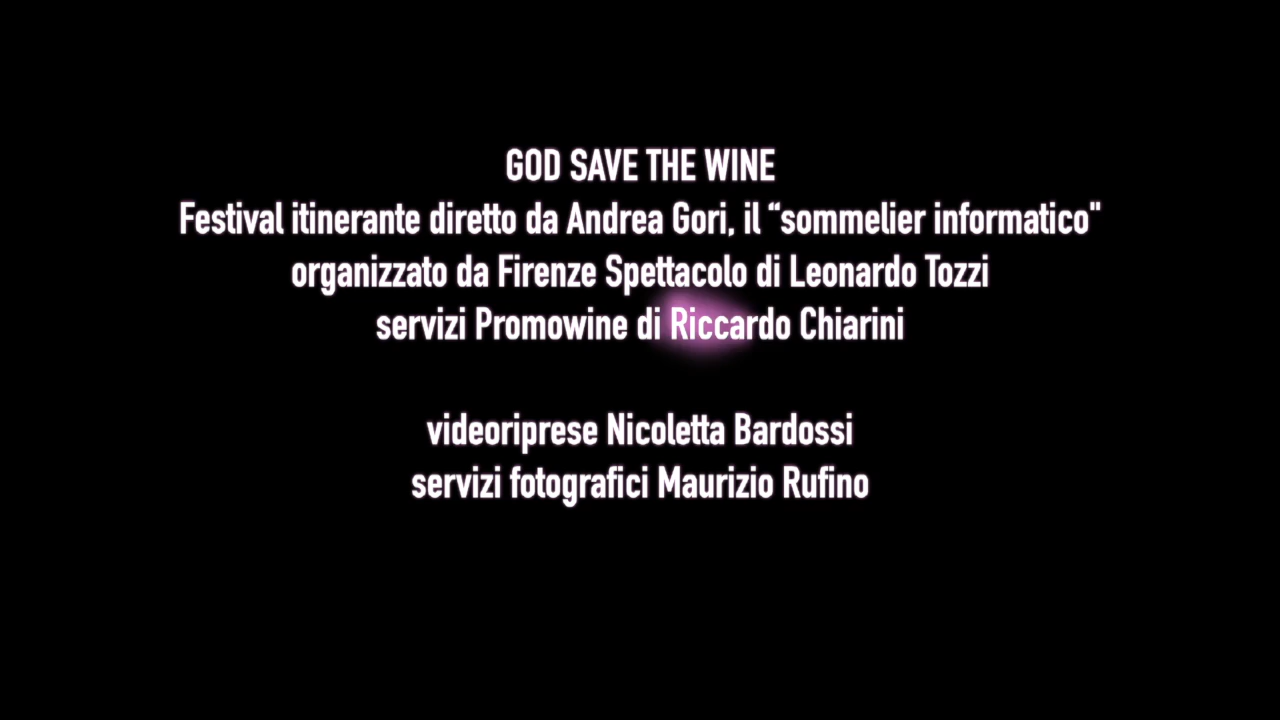 GOD SAVE THE WINE
Festival itinerante diretto da Andrea Gori, il “sommelier informatico"
organizzato da Firenze Spettacolo di Leonardo Tozzi
servizi Promowine di Riccardo Chiarini
videoriprese Nicoletta Bardossi
servizi fotografici Maurizio Rufino